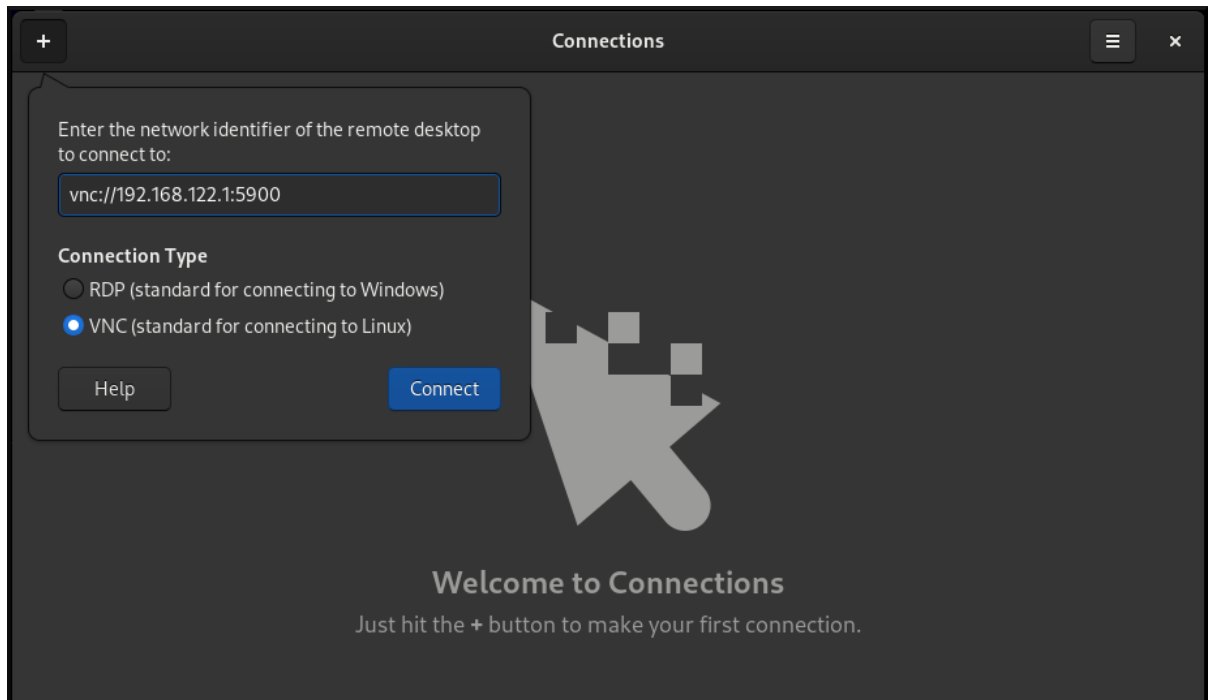 Connections
Enter the network identifier of the remote desktop
to connect to:
vnc://192.168.122.1:5900
Connection Type
RDP (standard for connecting to Windows)
VNC (standard for connecting to Linux)
Help
Connect
Welcome to Connections
Just hit the + button to make your first connection.